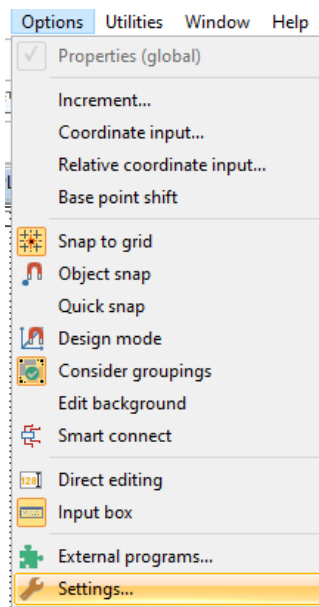 Options Utilities Window Help
Properties (global)
Increment...
Coordinate input...
Relative coordinate input...
Base point shift
Snap to grid
Object snap
Quick snap
Design mode
Consider groupings
Edit background
Smart connect
Direct editing
Input box
External programs...
Settings...